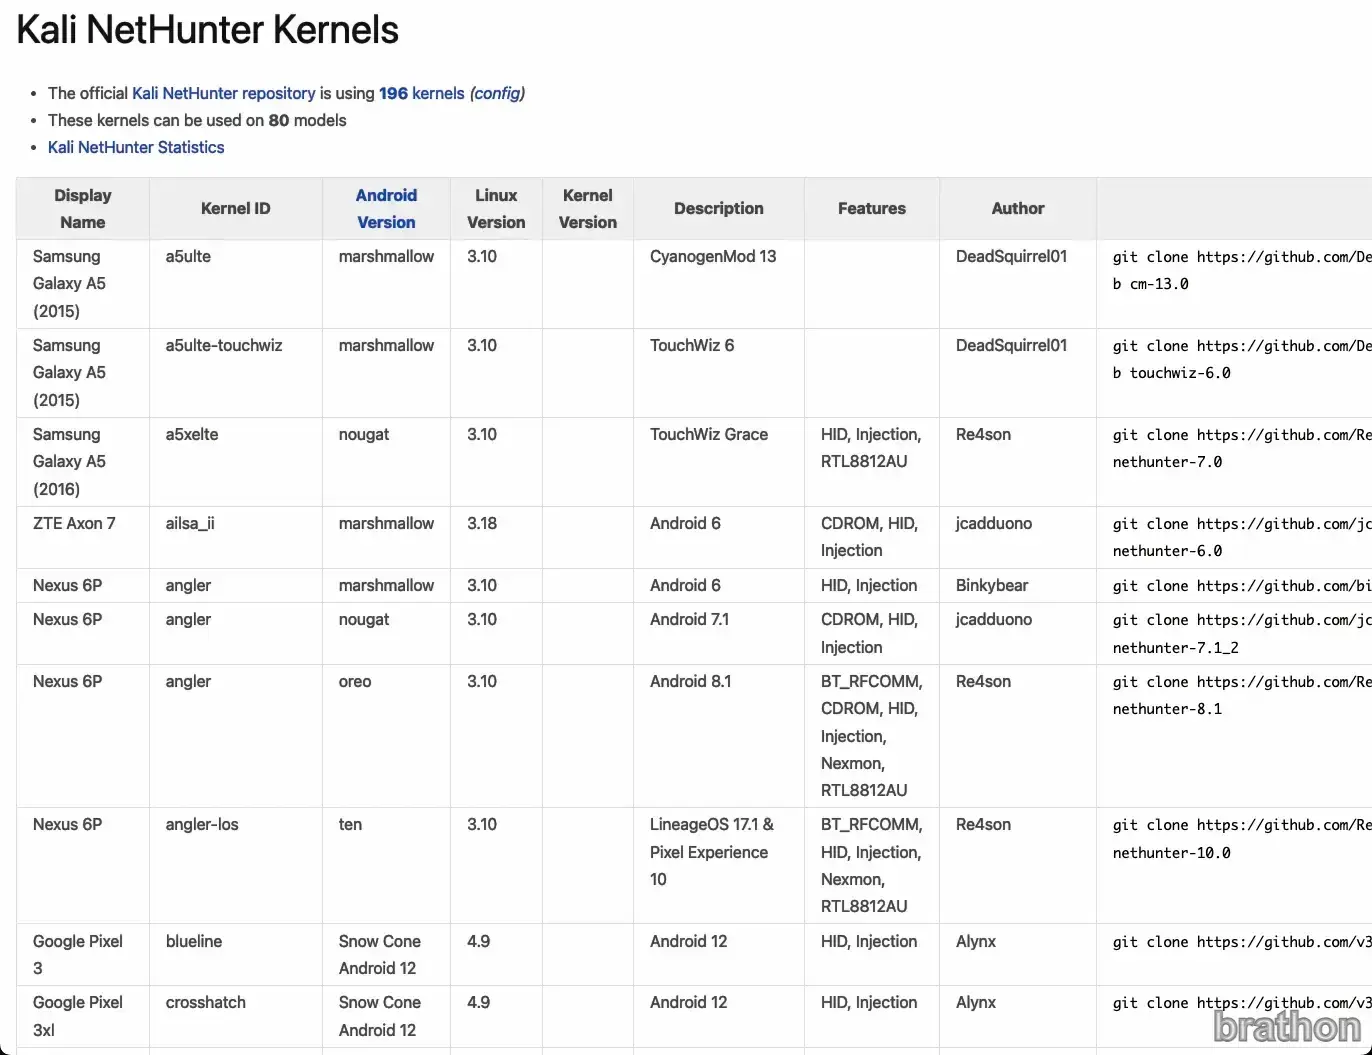 Kali NetHunter Kernels
• The official Kali NetHunter repository is using 196 kernels (config)
• These kernels can be used on 80 models
• Kali NetHunter Statistics
Display Name Kernel ID Android Version Linux Version Kernel Version Description Features Author
Samsung Galaxy A5 (2015) a5ulte marshmallow 3.10 CyanogenMod 13 DeadSquirrel01 git clone https://github.com/De b cm-13.0
Samsung Galaxy A5 (2015) a5ulte-touchwiz marshmallow 3.10 TouchWiz 6 DeadSquirrel01 git clone https://github.com/De b touchwiz-6.0
Samsung Galaxy A5 (2016) a5xelte nougat 3.10 TouchWiz Grace HID, Injection, RTL8812AU Re4son git clone https://github.com/Re nethunter-7.0
ZTE Axon 7 ailsa_ii marshmallow 3.18 Android 6 CDROM, HID, Injection jcadduono git clone https://github.com/jc nethunter-6.0
Nexus 6P angler marshmallow 3.10 Android 6 HID, Injection Binkybear git clone https://github.com/bi
Nexus 6P angler nougat 3.10 Android 7.1 CDROM, HID, Injection jcadduono git clone https://github.com/jc nethunter-7.1_2
Nexus 6P angler oreo 3.10 Android 8.1 BT_RFCOMM, CDROM, HID, Injection, Nexmon, RTL8812AU Re4son git clone https://github.com/Re nethunter-8.1
Nexus 6P angler-los ten 3.10 LineageOS 17.1 & Pixel Experience 10 BT_RFCOMM, HID, Injection, Nexmon, RTL8812AU Re4son git clone https://github.com/Re nethunter-10.0
Google Pixel 3 blueline Snow Cone Android 12 4.9 Android 12 HID, Injection Alynx git clone https://github.com/v3
Google Pixel 3xl crosshatch Snow Cone Android 12 4.9 Android 12 HID, Injection Alynx git clone https://github.com/v3
brathon